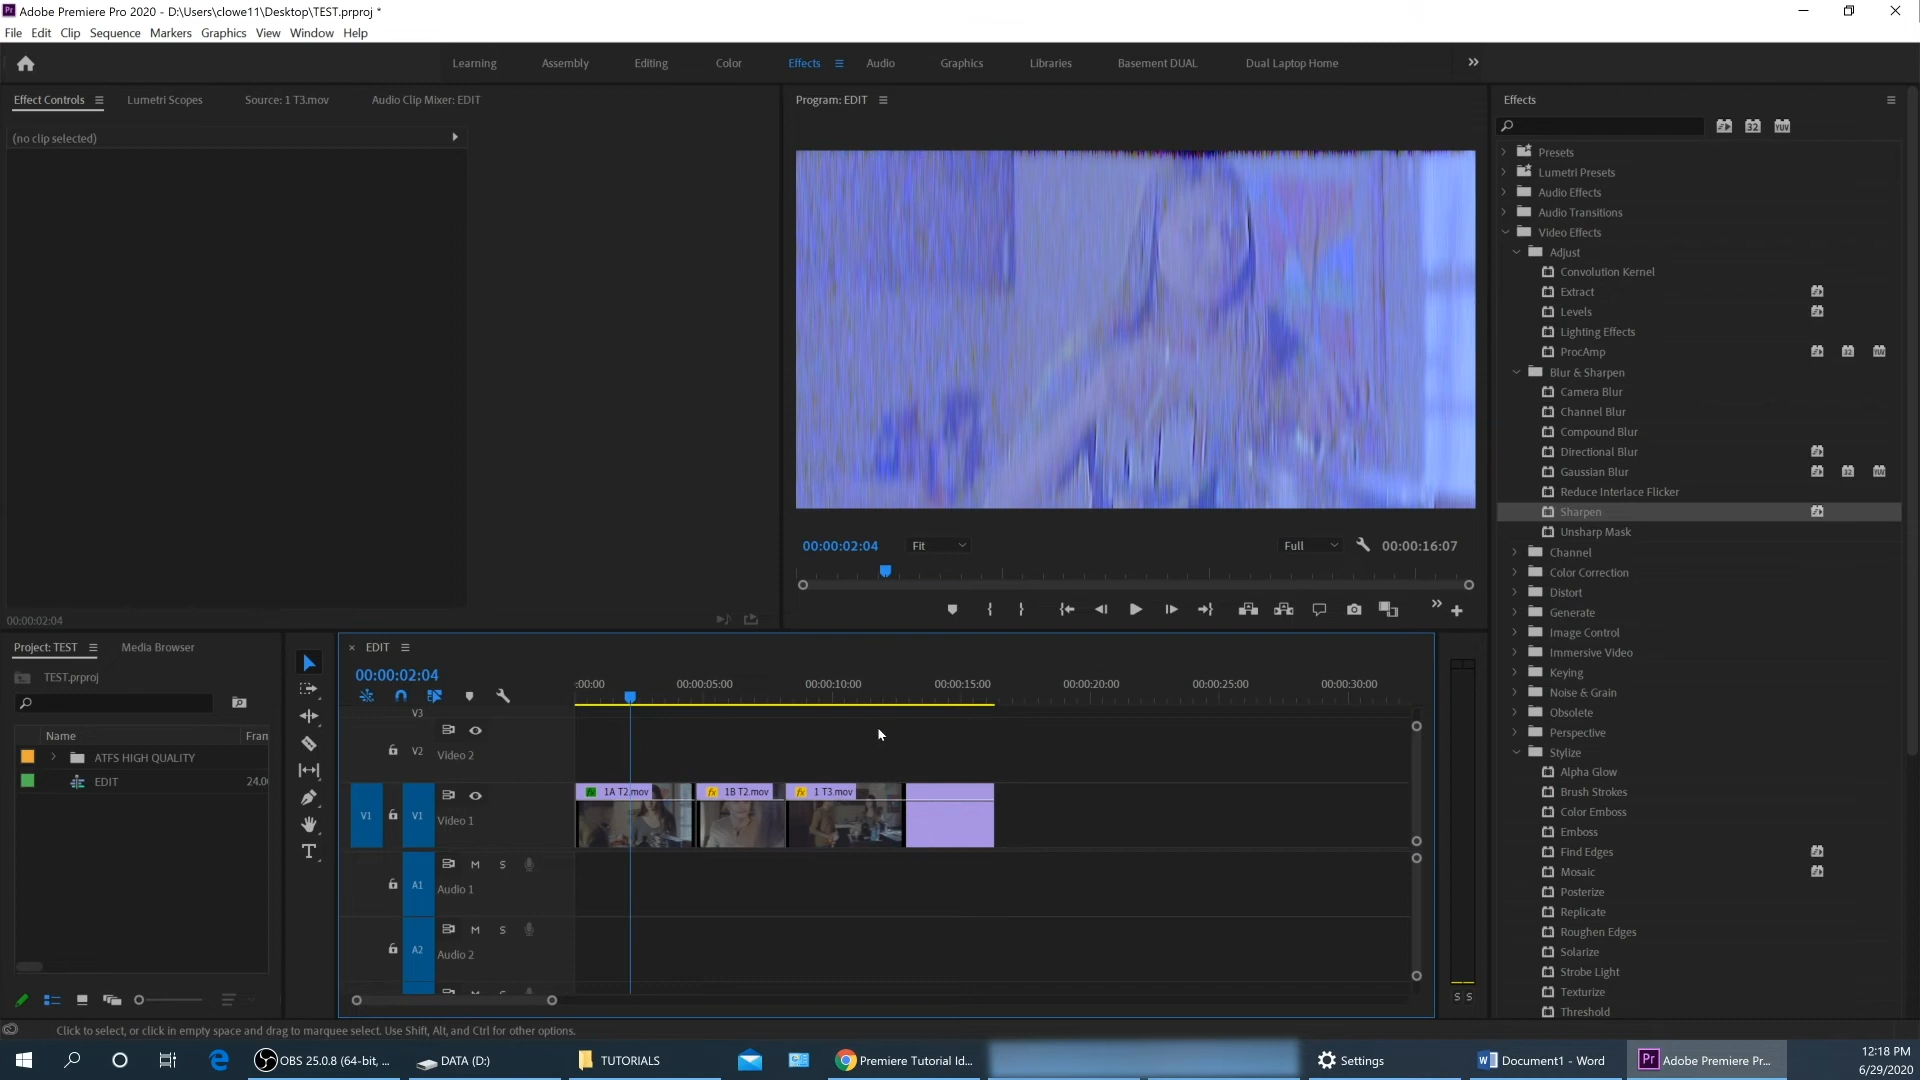 Adobe Premiere Pro 2020 - D:\Users\clowe11\Desktop\TEST.prproj *
File Edit Clip Sequence Markers Graphics View Window Help
Learning Assembly Editing Color Effects Audio Graphics Libraries Basement DUAL Dual Laptop Home
Effect Controls Lumetri Scopes Source: 1 T3.mov Audio Clip Mixer: EDIT
(no clip selected)
00:00:02:04
Program: EDIT
00:00:02:04 Fit Full 00:00:16:07
Effects
Presets
Lumetri Presets
Audio Effects
Audio Transitions
Video Effects
Adjust
Convolution Kernel
Extract
Levels
Lighting Effects
ProcAmp
Blur & Sharpen
Camera Blur
Channel Blur
Compound Blur
Directional Blur
Gaussian Blur
Reduce Interlace Flicker
Sharpen
Unsharp Mask
Channel
Color Correction
Distort
Generate
Image Control
Immersive Video
Keying
Noise & Grain
Obsolete
Perspective
Stylize
Alpha Glow
Brush Strokes
Color Emboss
Emboss
Find Edges
Mosaic
Posterize
Replicate
Roughen Edges
Solarize
Strobe Light
Texturize
Threshold
Project: TEST Media Browser
TEST.prproj
Name Fran
ATFS HIGH QUALITY
EDIT 24.0
EDIT
00:00:02:04
:00:00 00:00:05:00 00:00:10:00 00:00:15:00 00:00:20:00 00:00:25:00 00:00:30:00
V3
V2 Video 2
V1 V1 Video 1
1A T2.mov 1B T2.mov 1 T3.mov
M S
A1 Audio 1
M S
A2 Audio 2
S S
Click to select, or click in empty space and drag to marquee select. Use Shift, Alt, and Ctrl for other options.
OBS 25.0.8 (64-bit, ... DATA (D:) TUTORIALS Premiere Tutorial Id... Settings Document1 - Word Adobe Premiere Pr...
12:18 PM
6/29/2020